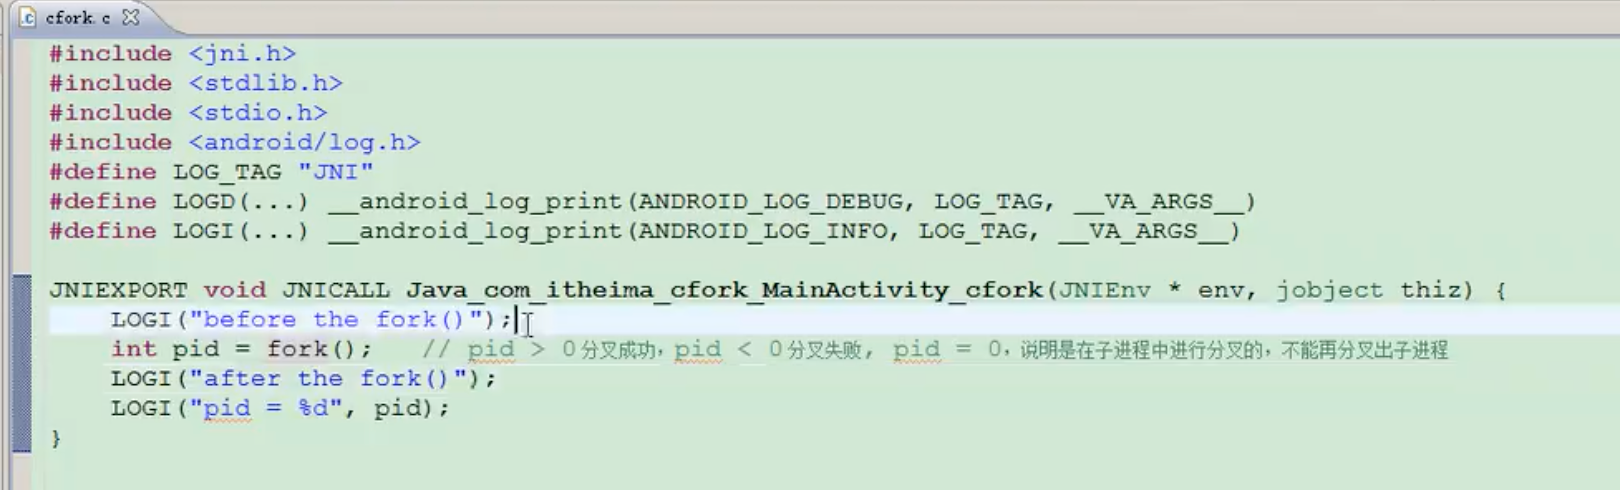 cfork.c
#include <jni.h>
#include <stdlib.h>
#include <stdio.h>
#include <android/log.h>
#define LOG_TAG "JNI"
#define LOGD(...) __android_log_print(ANDROID_LOG_DEBUG, LOG_TAG, __VA_ARGS__)
#define LOGI(...) __android_log_print(ANDROID_LOG_INFO, LOG_TAG, __VA_ARGS__)
JNIEXPORT void JNICALL Java_com_itheima_cfork_MainActivity_cfork(JNIEnv * env, jobject thiz) {
LOGI("before the fork()");
int pid = fork();   // pid > 0分叉成功，pid < 0分叉失败, pid = 0，说明是在子进程中进行分叉的，不能再分叉出子进程
LOGI("after the fork()");
LOGI("pid = %d", pid);
}